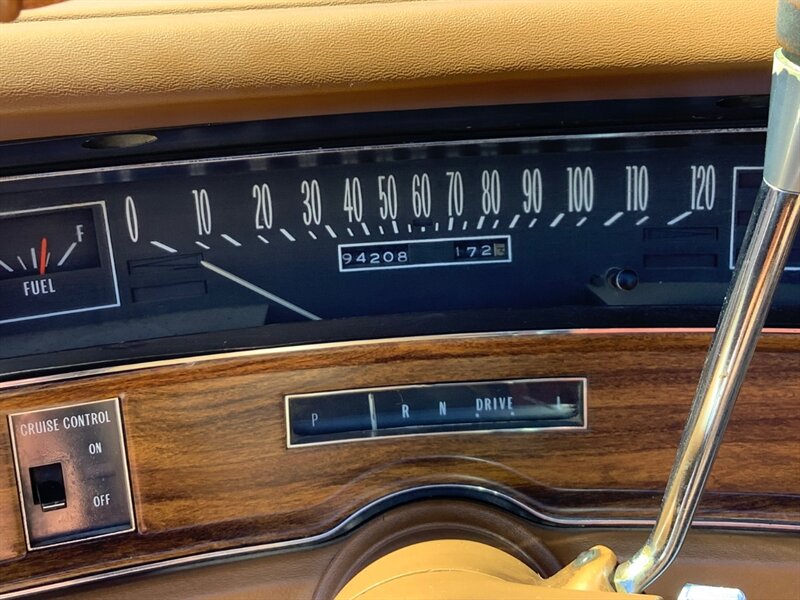 0 10 20 30 40 50 60 70 80 90 100 110 120
F
FUEL
94208 172
P R N DRIVE L
CRUISE CONTROL
ON
OFF